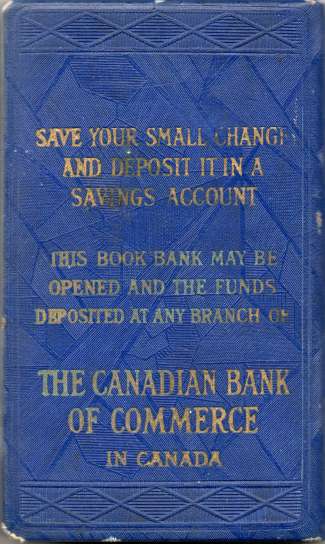 SAVE YOUR SMALL CHANGE
AND DEPOSIT IT IN A
SAVINGS ACCOUNT
THIS BOOK BANK MAY BE
OPENED AND THE FUNDS
DEPOSITED AT ANY BRANCH OF
THE CANADIAN BANK
OF COMMERCE
IN CANADA